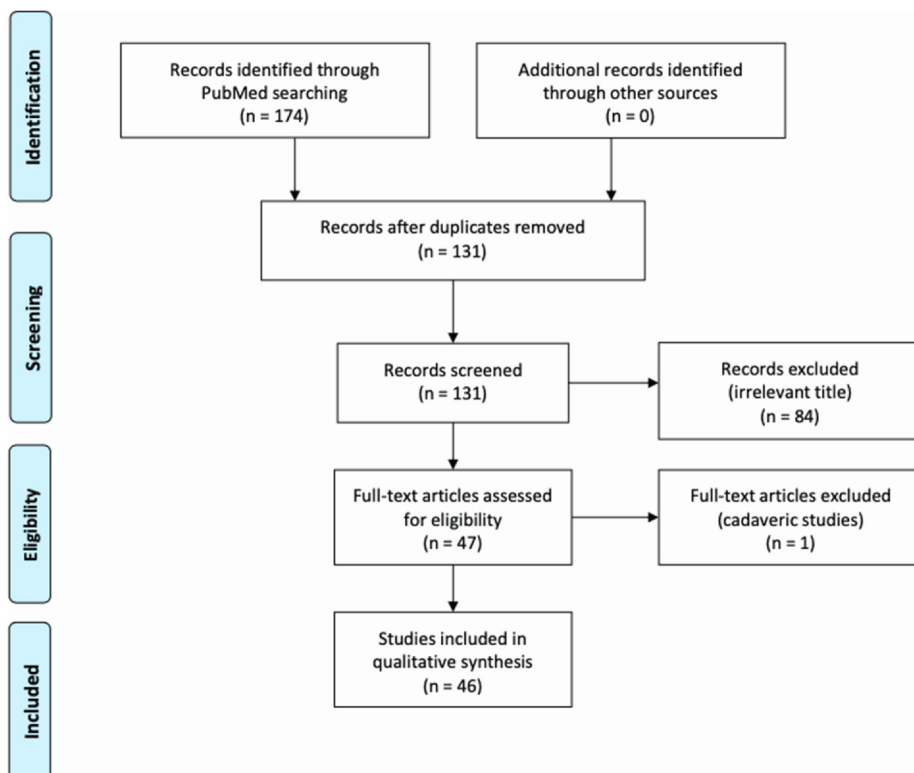 Identification
Records identified through
PubMed searching
(n = 174)
Additional records identified
through other sources
(n = 0)
Records after duplicates removed
(n = 131)
Screening
Records screened
(n = 131)
Records excluded
(irrelevant title)
(n = 84)
Eligibility
Full-text articles assessed
for eligibility
(n = 47)
Full-text articles excluded
(cadaveric studies)
(n = 1)
Included
Studies included in
qualitative synthesis
(n = 46)